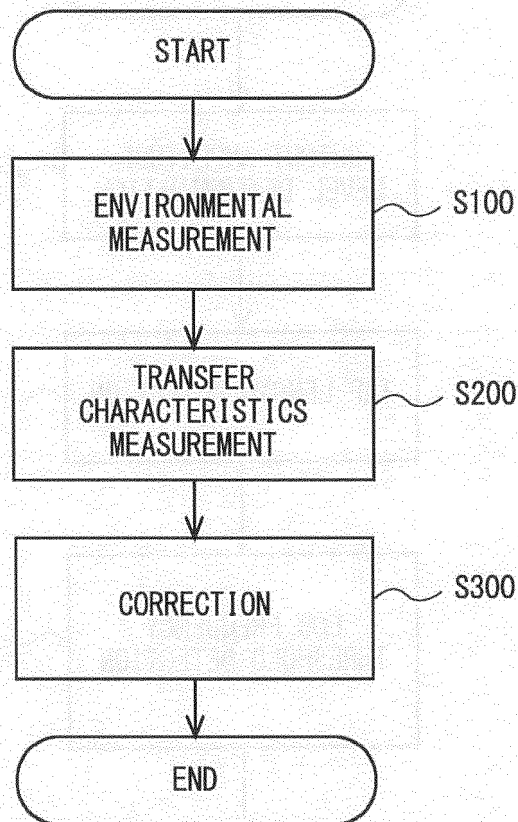 START
ENVIRONMENTAL
MEASUREMENT
S100
TRANSFER
CHARACTERISTICS
MEASUREMENT
S200
CORRECTION
S300
END